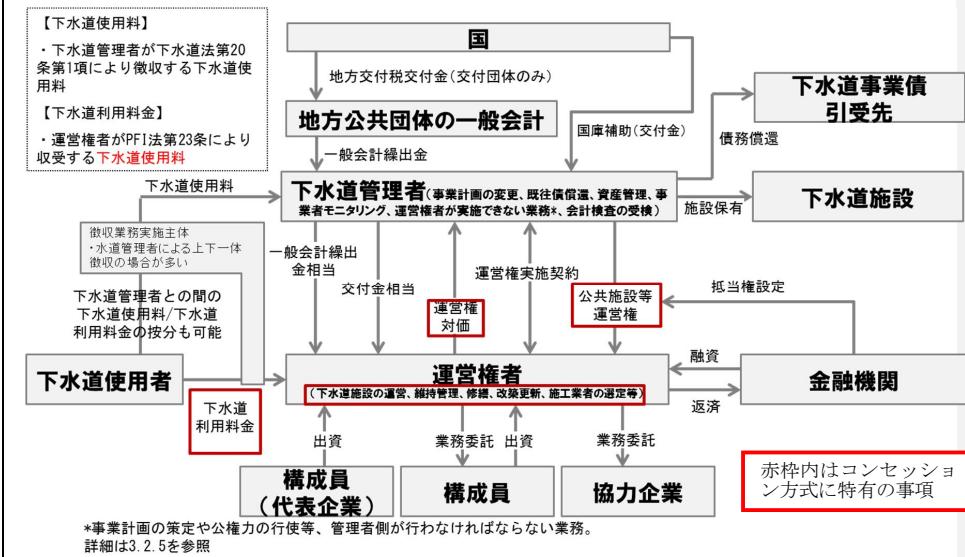 【下水道使用料】
・下水道管理者が下水道法第20
条第1項により徴収する下水道使
用料
【下水道利用料金】
・運営権者がPFI法第23条により
収受する下水道使用料
国
地方交付税交付金(交付団体のみ)
地方公共団体の一般会計
国庫補助(交付金)
一般会計繰出金
下水道事業債
引受先
債務償還
下水道使用料
下水道管理者(事業計画の変更、既往債償還、資産管理、事
業者モニタリング、運営権者が実施できない業務*、会計検査の受検)
施設保有
下水道施設
徴収業務実施主体
・水道管理者による上下一体
徴収の場合が多い
一般会計繰出
金相当
交付金相当
運営権
対価
運営権実施契約
公共施設等
運営権
抵当権設定
下水道管理者との間の
下水道使用料/下水道
利用料金の按分も可能
下水道使用者
下水道
利用料金
運営権者
(下水道施設の運営、維持管理、修繕、改築更新、施工業者の選定等)
融資
返済
金融機関
出資
業務委託
出資
業務委託
構成員
(代表企業)
構成員
協力企業
赤枠内はコンセッショ
ン方式に特有の事項
*事業計画の策定や公権力の行使等、管理者側が行わなければならない業務。
詳細は3.2.5を参照